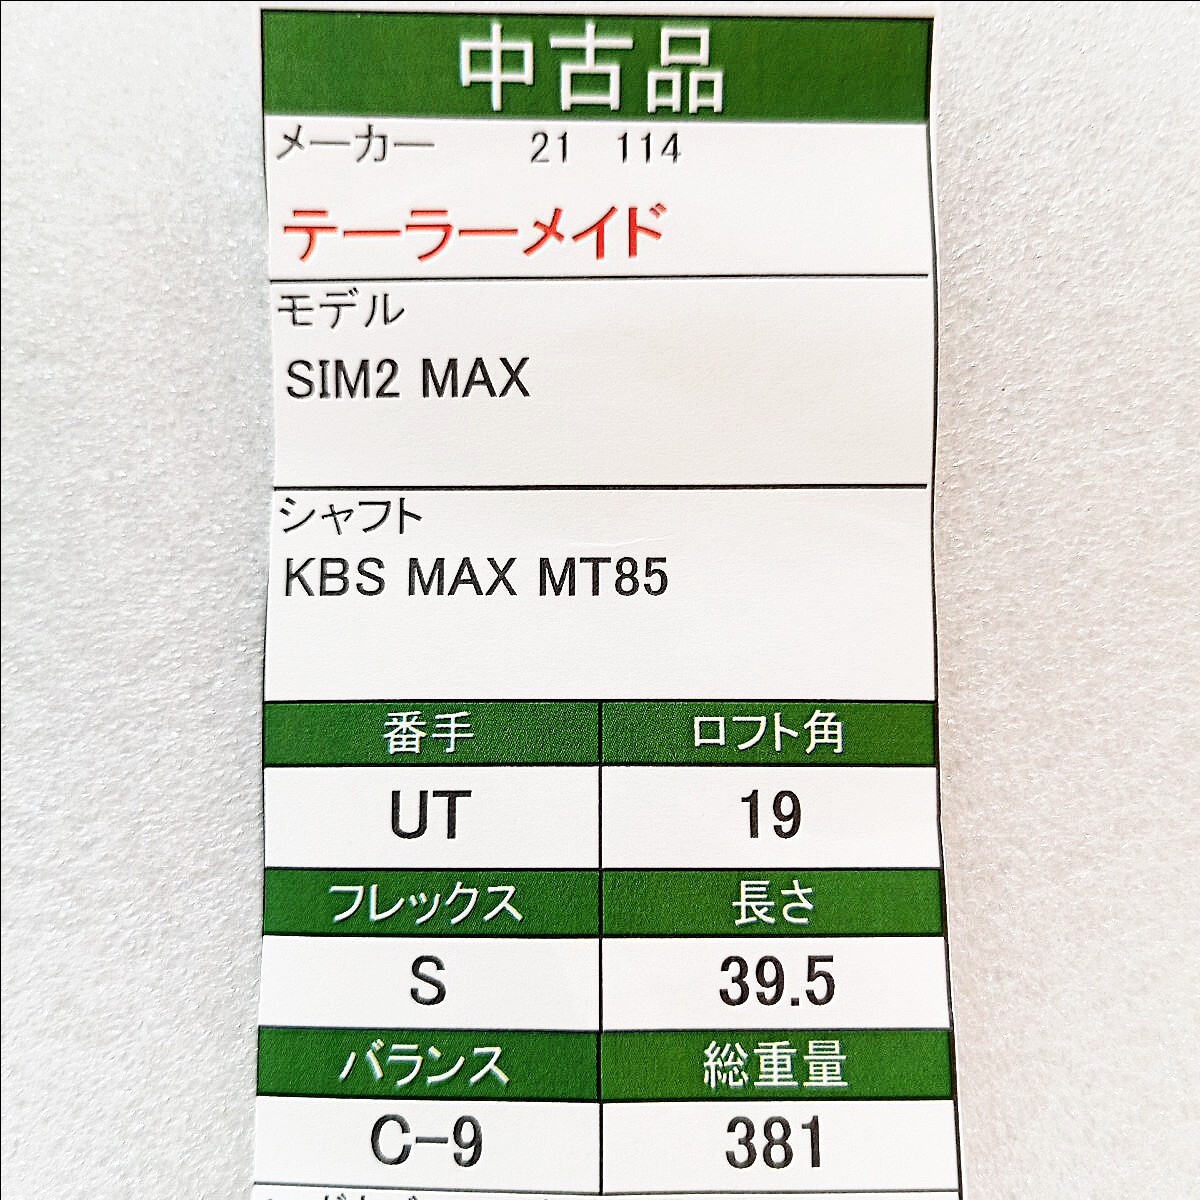 中古品
メーカー 21 114
テーラーメイド
モデル
SIM2 MAX
シャフト
KBS MAX MT85
番手 ロフト角
UT 19
フレックス 長さ
S 39.5
バランス 総重量
C-9 381